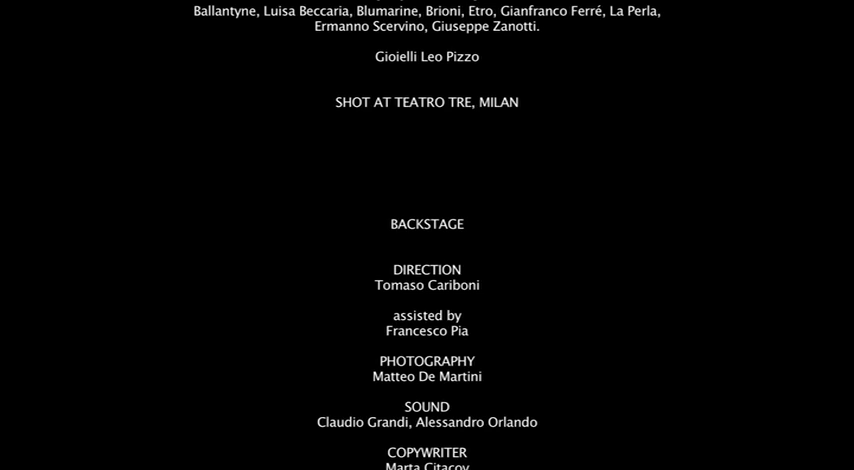 Ballantyne, Luisa Beccaria, Blumarine, Brioni, Etro, Gianfranco Ferré, La Perla,
Ermanno Scervino, Giuseppe Zanotti.
Gioielli Leo Pizzo
SHOT AT TEATRO TRE, MILAN
BACKSTAGE
DIRECTION
Tomaso Cariboni
assisted by
Francesco Pia
PHOTOGRAPHY
Matteo De Martini
SOUND
Claudio Grandi, Alessandro Orlando
COPYWRITER
Marta Citacov